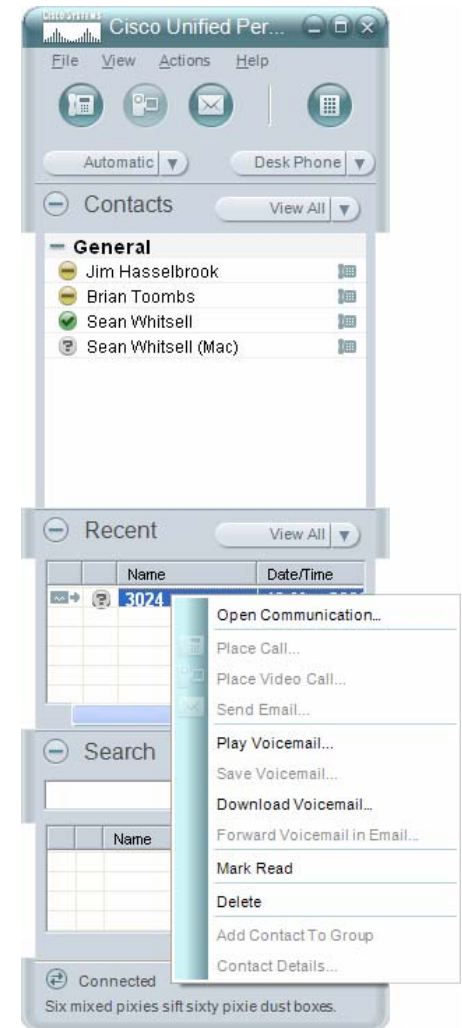 Cisco Systems
Cisco Unified Per...
File View Actions Help
Automatic Desk Phone
Contacts View All
General
Jim Hasselbrook
Brian Toombs
Sean Whitsell
Sean Whitsell (Mac)
Recent View All
Name Date/Time
3024
Open Communication...
Place Call...
Place Video Call...
Send Email...
Play Voicemail...
Save Voicemail...
Download Voicemail...
Forward Voicemail in Email...
Mark Read
Delete
Add Contact To Group
Contact Details...
Search
Name
Connected
Six mixed pixies sift sixty pixie dust boxes.